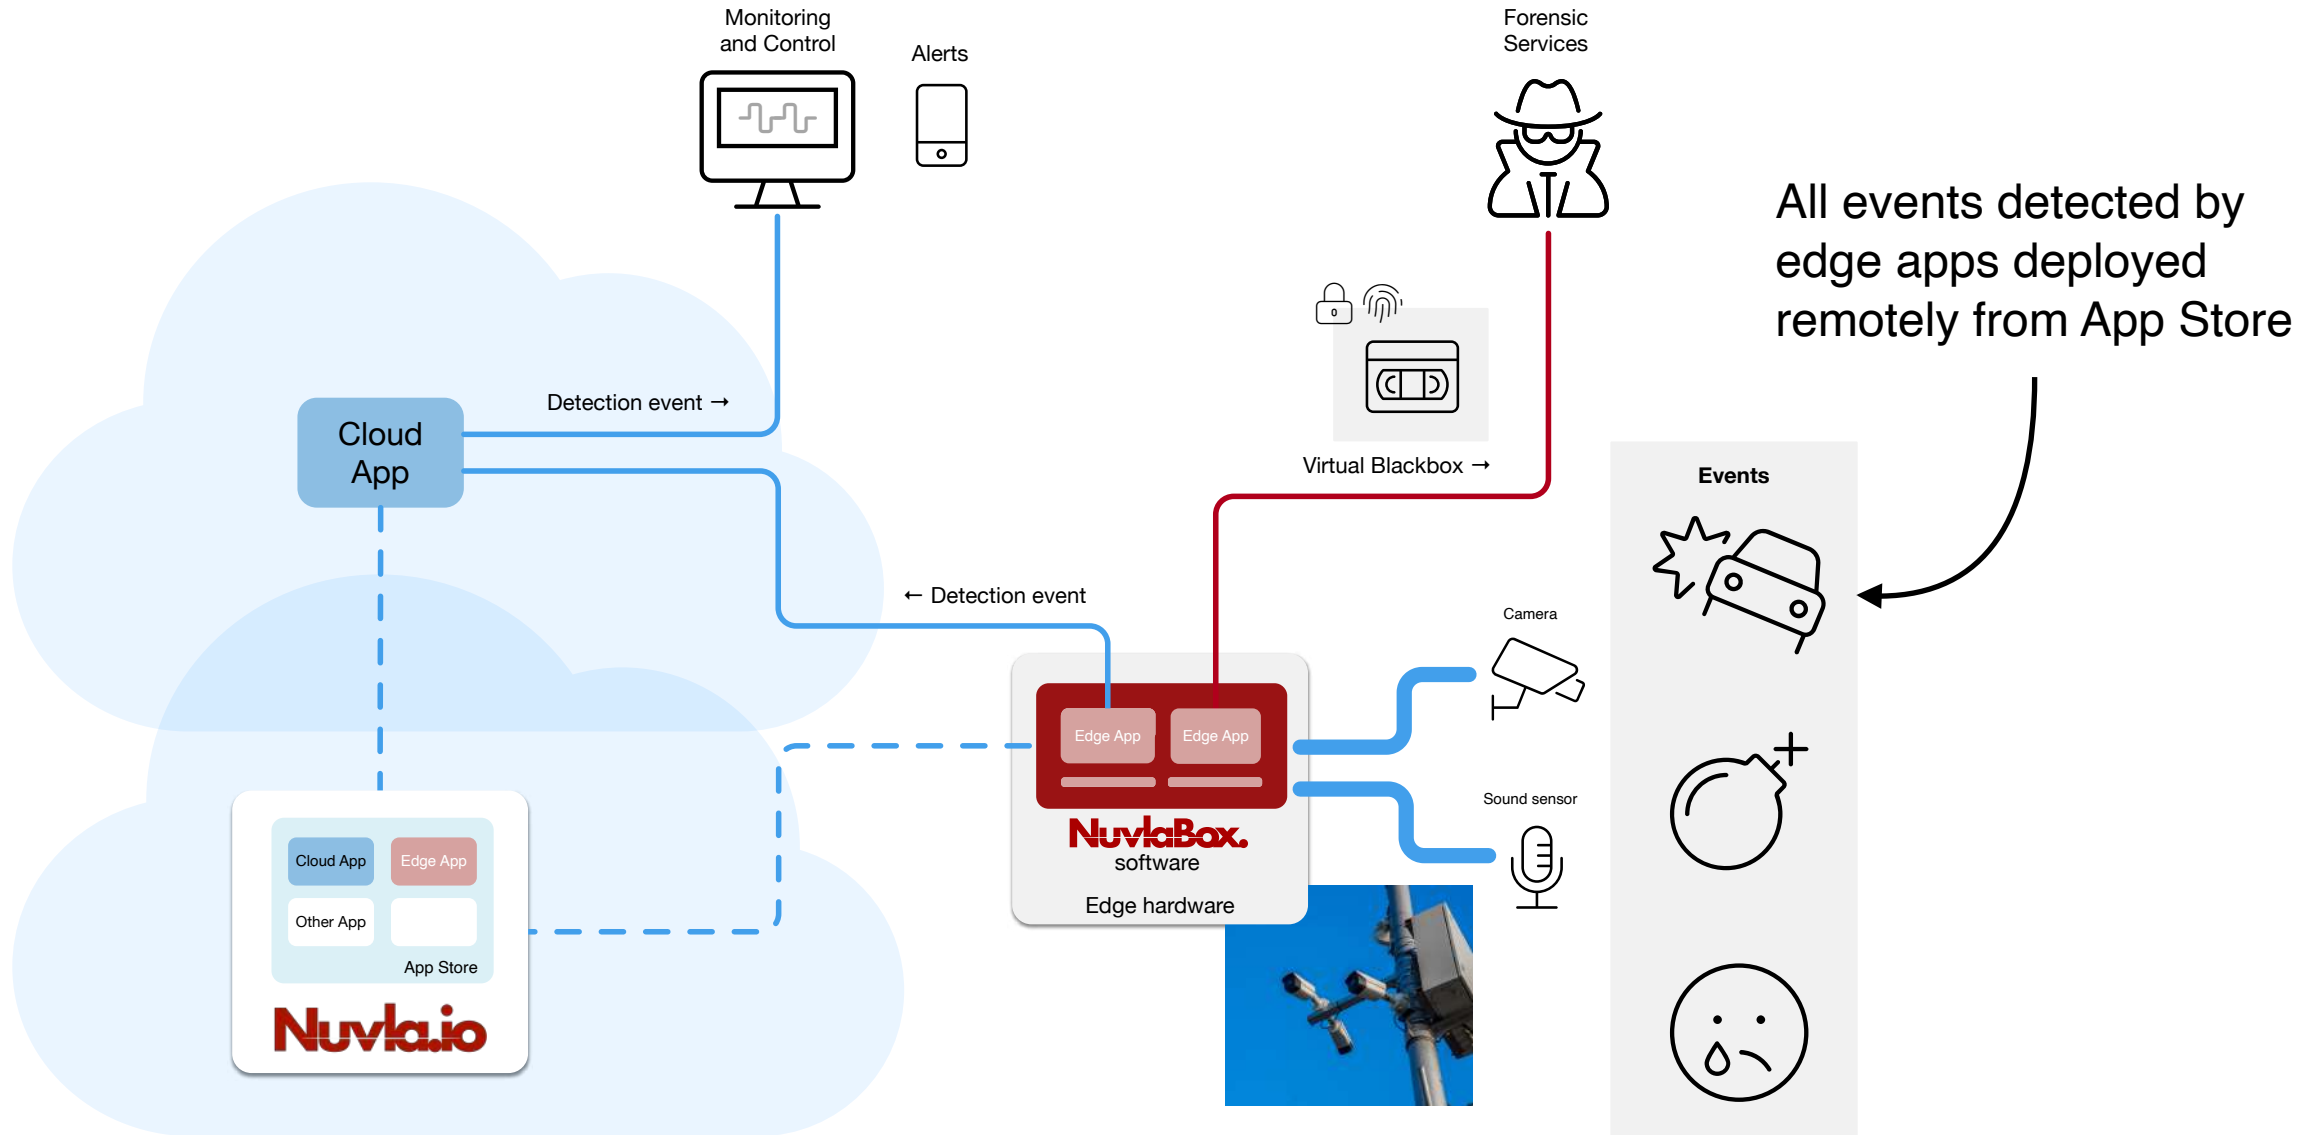 Monitoring
and Control
Alerts
Forensic
Services
All events detected by
edge apps deployed
remotely from App Store
Detection event →
Cloud
App
Virtual Blackbox →
Events
← Detection event
Camera
Edge App
Edge App
Sound sensor
NuvlaBox.
software
Edge hardware
Cloud App
Edge App
Other App
App Store
Nuvla.io